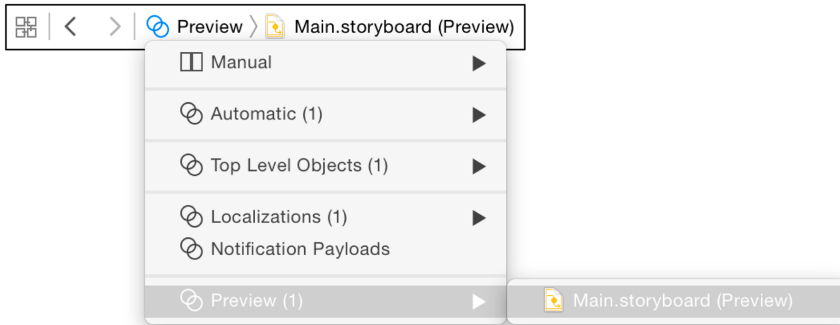 Preview Main.storyboard (Preview)
Manual
Automatic (1)
Top Level Objects (1)
Localizations (1)
Notification Payloads
Preview (1) Main.storyboard (Preview)